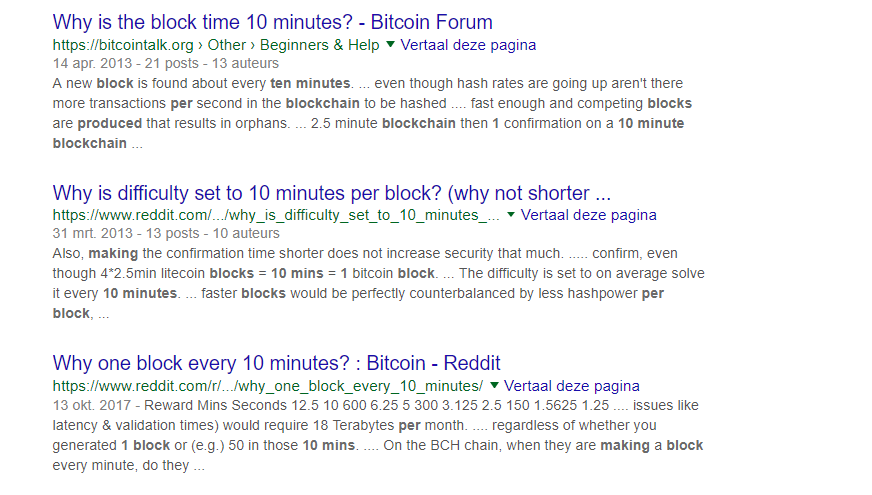 Why is the block time 10 minutes? - Bitcoin Forum
https://bitcointalk.org › Other › Beginners & Help ▼ Vertaal deze pagina
14 apr. 2013 - 21 posts - 13 auteurs
A new block is found about every ten minutes. ... even though hash rates are going up aren't there
more transactions per second in the blockchain to be hashed .... fast enough and competing blocks
are produced that results in orphans. ... 2.5 minute blockchain then 1 confirmation on a 10 minute
blockchain ...
Why is difficulty set to 10 minutes per block? (why not shorter ...
https://www.reddit.com/.../why_is_difficulty_set_to_10_minutes_... ▼ Vertaal deze pagina
31 mrt. 2013 - 13 posts - 10 auteurs
Also, making the confirmation time shorter does not increase security that much. ..... confirm, even
though 4*2.5min litecoin blocks = 10 mins = 1 bitcoin block. ... The difficulty is set to on average solve
it every 10 minutes. ... faster blocks would be perfectly counterbalanced by less hashpower per
block, ...
Why one block every 10 minutes? : Bitcoin - Reddit
https://www.reddit.com/r/.../why_one_block_every_10_minutes/ ▼ Vertaal deze pagina
13 okt. 2017 - Reward Mins Seconds 12.5 10 600 6.25 5 300 3.125 2.5 150 1.5625 1.25 .... issues like
latency & validation times) would require 18 Terabytes per month. .... regardless of whether you
generated 1 block or (e.g.) 50 in those 10 mins. .... On the BCH chain, when they are making a block
every minute, do they ...